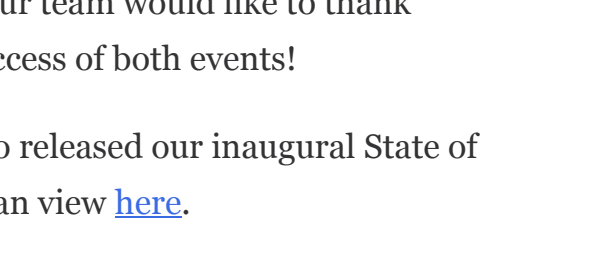 ur team would like to thank
ccess of both events!
o released our inaugural State of
an view here.